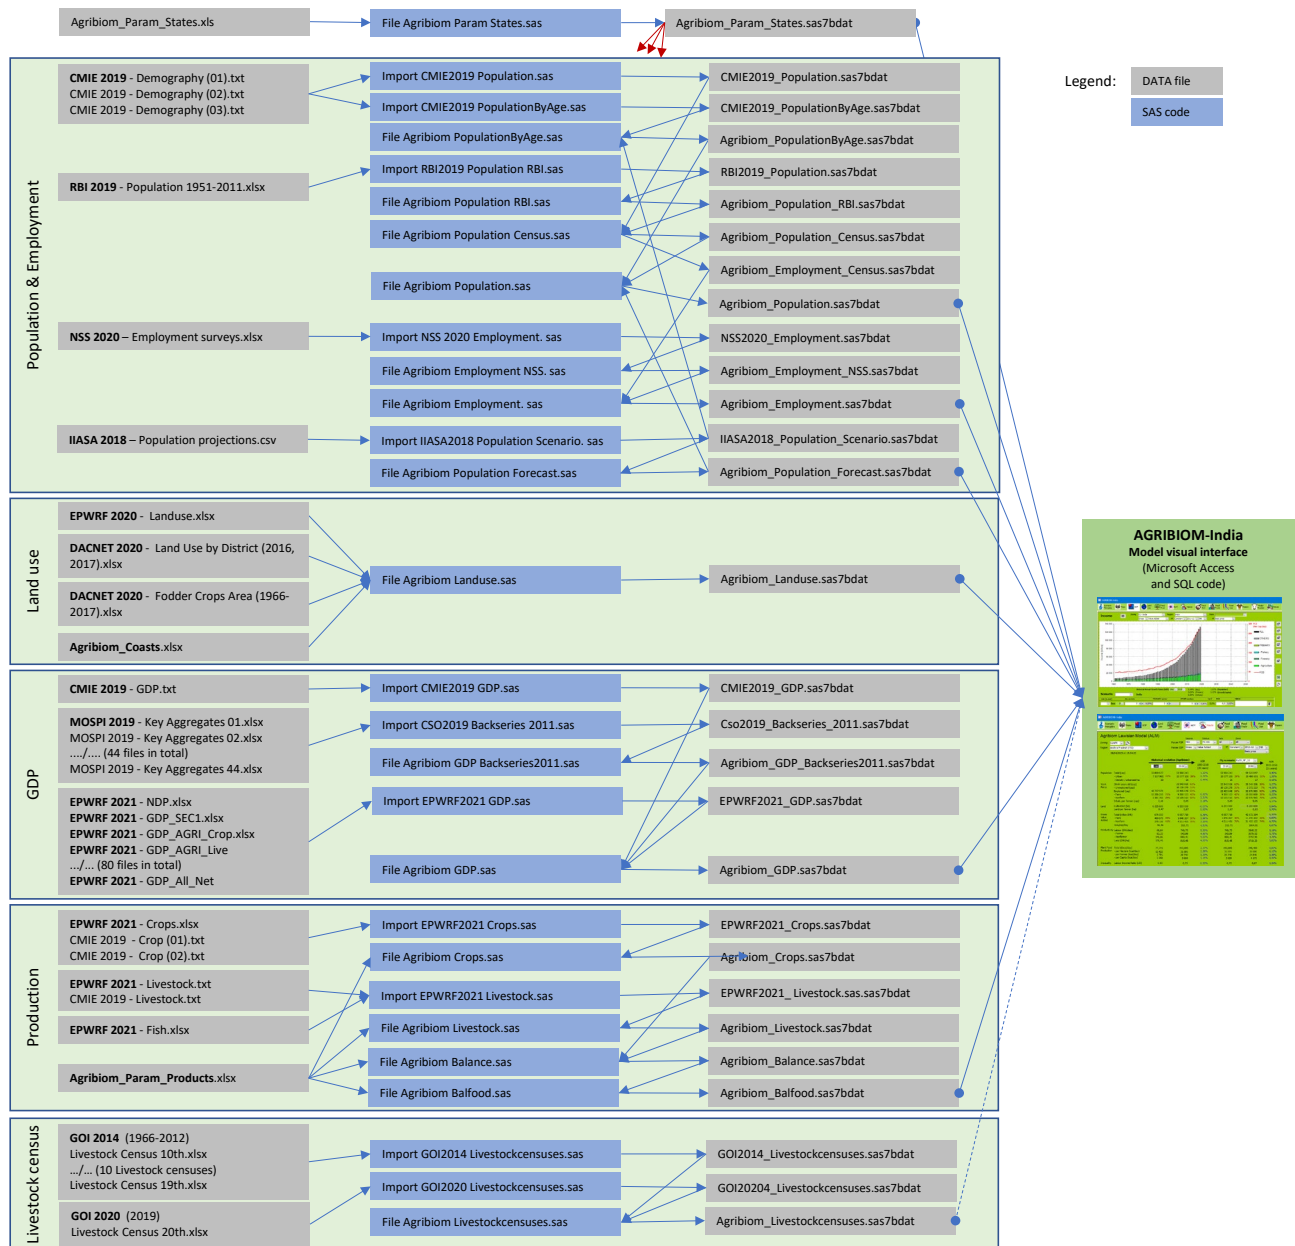 Agribiom_Param_States.xls
File Agribiom Param States.sas
Agribiom_Param_States.sas7bdat
Legend:
DATA file
SAS code
Population & Employment
CMIE 2019 - Demography (01).txt
CMIE 2019 - Demography (02).txt
CMIE 2019 - Demography (03).txt
RBI 2019 - Population 1951-2011.xlsx
NSS 2020 – Employment surveys.xlsx
IIASA 2018 – Population projections.csv
Import CMIE2019 Population.sas
Import CMIE2019 PopulationByAge.sas
File Agribiom PopulationByAge.sas
Import RBI2019 Population RBI.sas
File Agribiom Population RBI.sas
File Agribiom Population Census.sas
File Agribiom Population.sas
Import NSS 2020 Employment. sas
File Agribiom Employment NSS. sas
File Agribiom Employment. sas
Import IIASA2018 Population Scenario. sas
File Agribiom Population Forecast.sas
CMIE2019_Population.sas7bdat
CMIE2019_PopulationByAge.sas7bdat
Agribiom_PopulationByAge.sas7bdat
RBI2019_Population.sas7bdat
Agribiom_Population_RBI.sas7bdat
Agribiom_Population_Census.sas7bdat
Agribiom_Employment_Census.sas7bdat
Agribiom_Population.sas7bdat
NSS2020_Employment.sas7bdat
Agribiom_Employment_NSS.sas7bdat
Agribiom_Employment.sas7bdat
IIASA2018_Population_Scenario.sas7bdat
Agribiom_Population_Forecast.sas7bdat
Land use
EPWRF 2020 - Landuse.xlsx
DACNET 2020 - Land Use by District (2016,
2017).xlsx
DACNET 2020 - Fodder Crops Area (1966-
2017).xlsx
Agribiom_Coasts.xlsx
File Agribiom Landuse.sas
Agribiom_Landuse.sas7bdat
GDP
CMIE 2019 - GDP.txt
MOSPI 2019 - Key Aggregates 01.xlsx
MOSPI 2019 - Key Aggregates 02.xlsx
..../.... (44 files in total)
MOSPI 2019 - Key Aggregates 44.xlsx
EPWRF 2021 - NDP.xlsx
EPWRF 2021 - GDP_SEC1.xlsx
EPWRF 2021 - GDP_AGRI_Crop.xlsx
EPWRF 2021 - GDP_AGRI_Live
.../... (80 files in total)
EPWRF 2021 - GDP_All_Net
Import CMIE2019 GDP.sas
Import CSO2019 Backseries 2011.sas
File Agribiom GDP Backseries2011.sas
Import EPWRF2021 GDP.sas
File Agribiom GDP.sas
CMIE2019_GDP.sas7bdat
Cso2019_Backseries_2011.sas7bdat
Agribiom_GDP_Backseries2011.sas7bdat
EPWRF2021_GDP.sas7bdat
Agribiom_GDP.sas7bdat
Production
EPWRF 2021 - Crops.xlsx
CMIE 2019 - Crop (01).txt
CMIE 2019 - Crop (02).txt
EPWRF 2021 - Livestock.txt
CMIE 2019 - Livestock.txt
EPWRF 2021 - Fish.xlsx
Agribiom_Param_Products.xlsx
Import EPWRF2021 Crops.sas
File Agribiom Crops.sas
Import EPWRF2021 Livestock.sas
File Agribiom Livestock.sas
File Agribiom Balance.sas
File Agribiom Balfood.sas
EPWRF2021_Crops.sas7bdat
Agribiom_Crops.sas7bdat
EPWRF2021_ Livestock.sas.sas7bdat
Agribiom_Livestock.sas7bdat
Agribiom_Balance.sas7bdat
Agribiom_Balfood.sas7bdat
Livestock census
GOI 2014 (1966-2012)
Livestock Census 10th.xlsx
…/… (10 Livestock censuses)
Livestock Census 19th.xlsx
GOI 2020 (2019)
Livestock Census 20th.xlsx
Import GOI2014 Livestockcensuses.sas
Import GOI2020 Livestockcensuses.sas
File Agribiom Livestockcensuses.sas
GOI2014_Livestockcensuses.sas7bdat
GOI20204_Livestockcensuses.sas7bdat
Agribiom_Livestockcensuses.sas7bdat
AGRIBIOM-India
Model visual interface
(Microsoft Access
and SQL code)